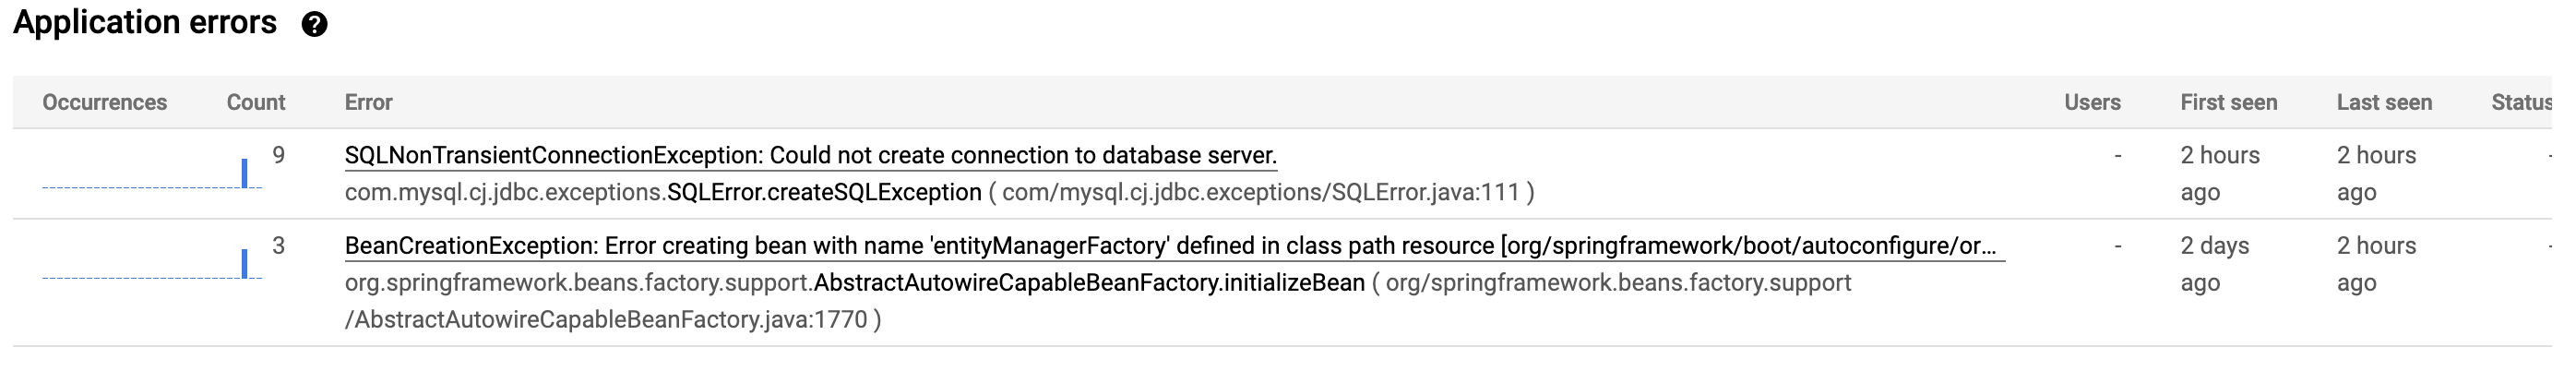 Application errors ?
Occurrences Count Error Users First seen Last seen Status
9 SQLNonTransientConnectionException: Could not create connection to database server. - 2 hours 2 hours -
com.mysql.cj.jdbc.exceptions.SQLError.createSQLException ( com/mysql.cj.jdbc.exceptions/SQLError.java:111 ) ago ago
3 BeanCreationException: Error creating bean with name 'entityManagerFactory' defined in class path resource [org/springframework/boot/autoconfigure/or... - 2 days 2 hours -
org.springframework.beans.factory.support.AbstractAutowireCapableBeanFactory.initializeBean ( org/springframework.beans.factory.support ago ago
/AbstractAutowireCapableBeanFactory.java:1770 )